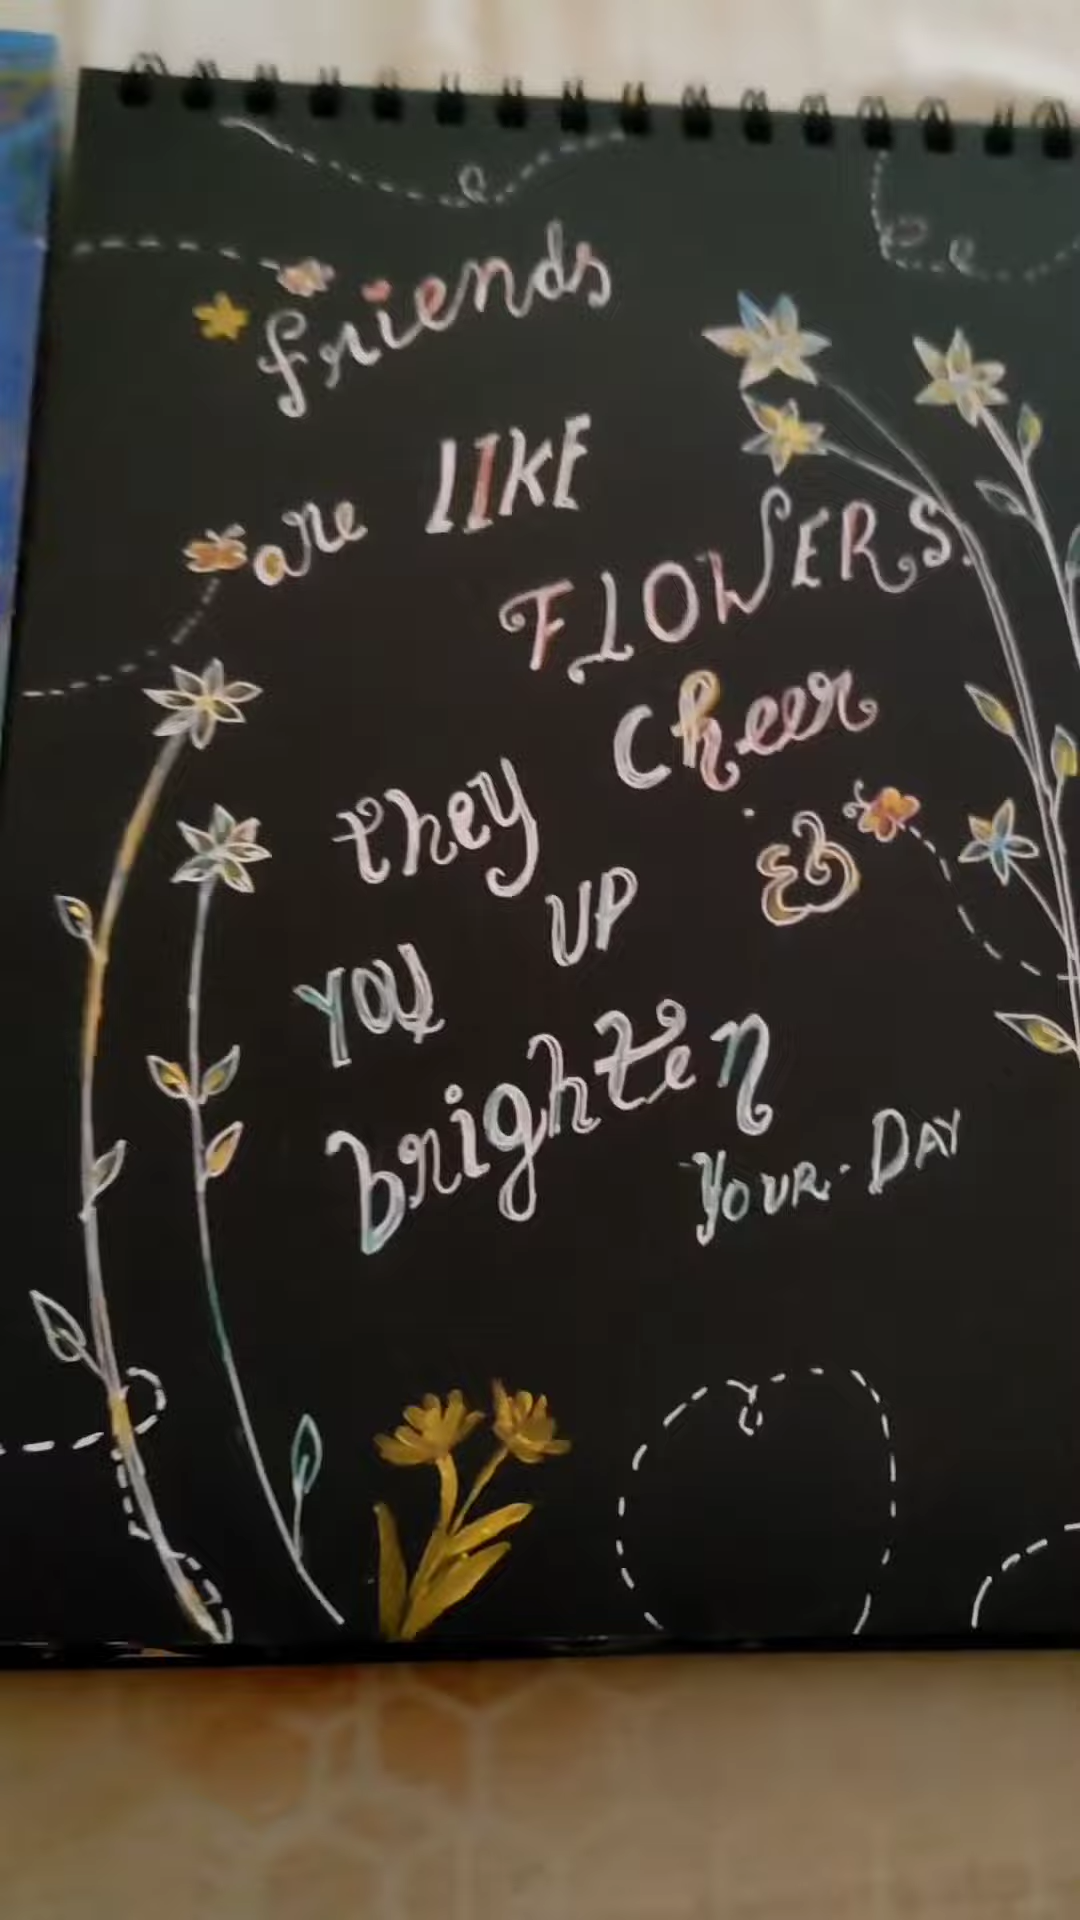 friends
are LIKE
FLOWERS.
they cheer
YOU UP &
brighten
YOUR. DAY